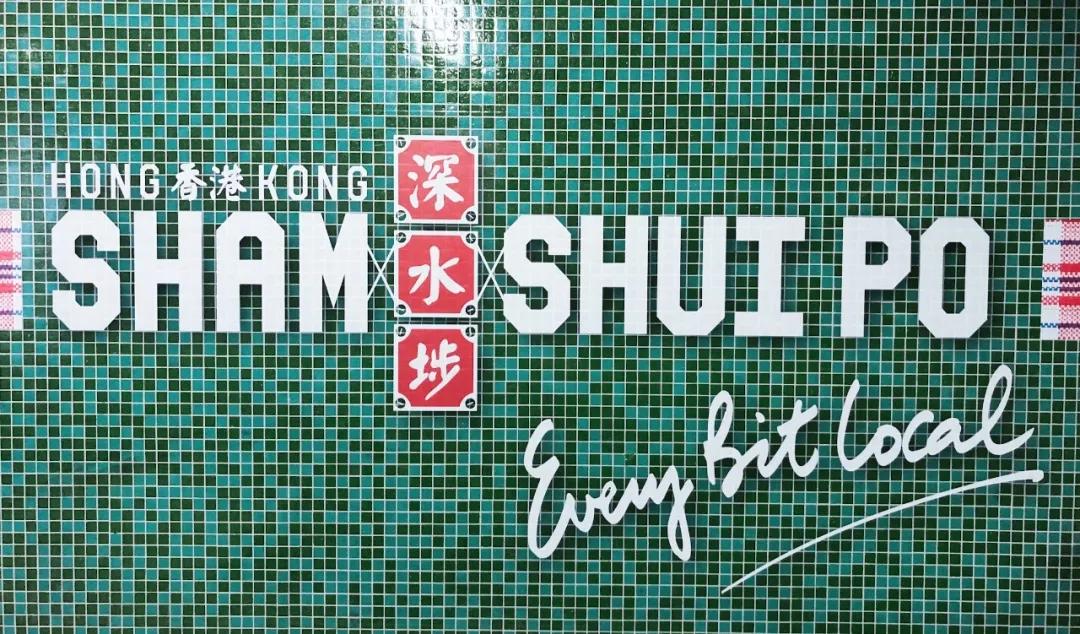 HONG 香港 KONG
SHAM SHUI PO
深水埗
Every Bit Local